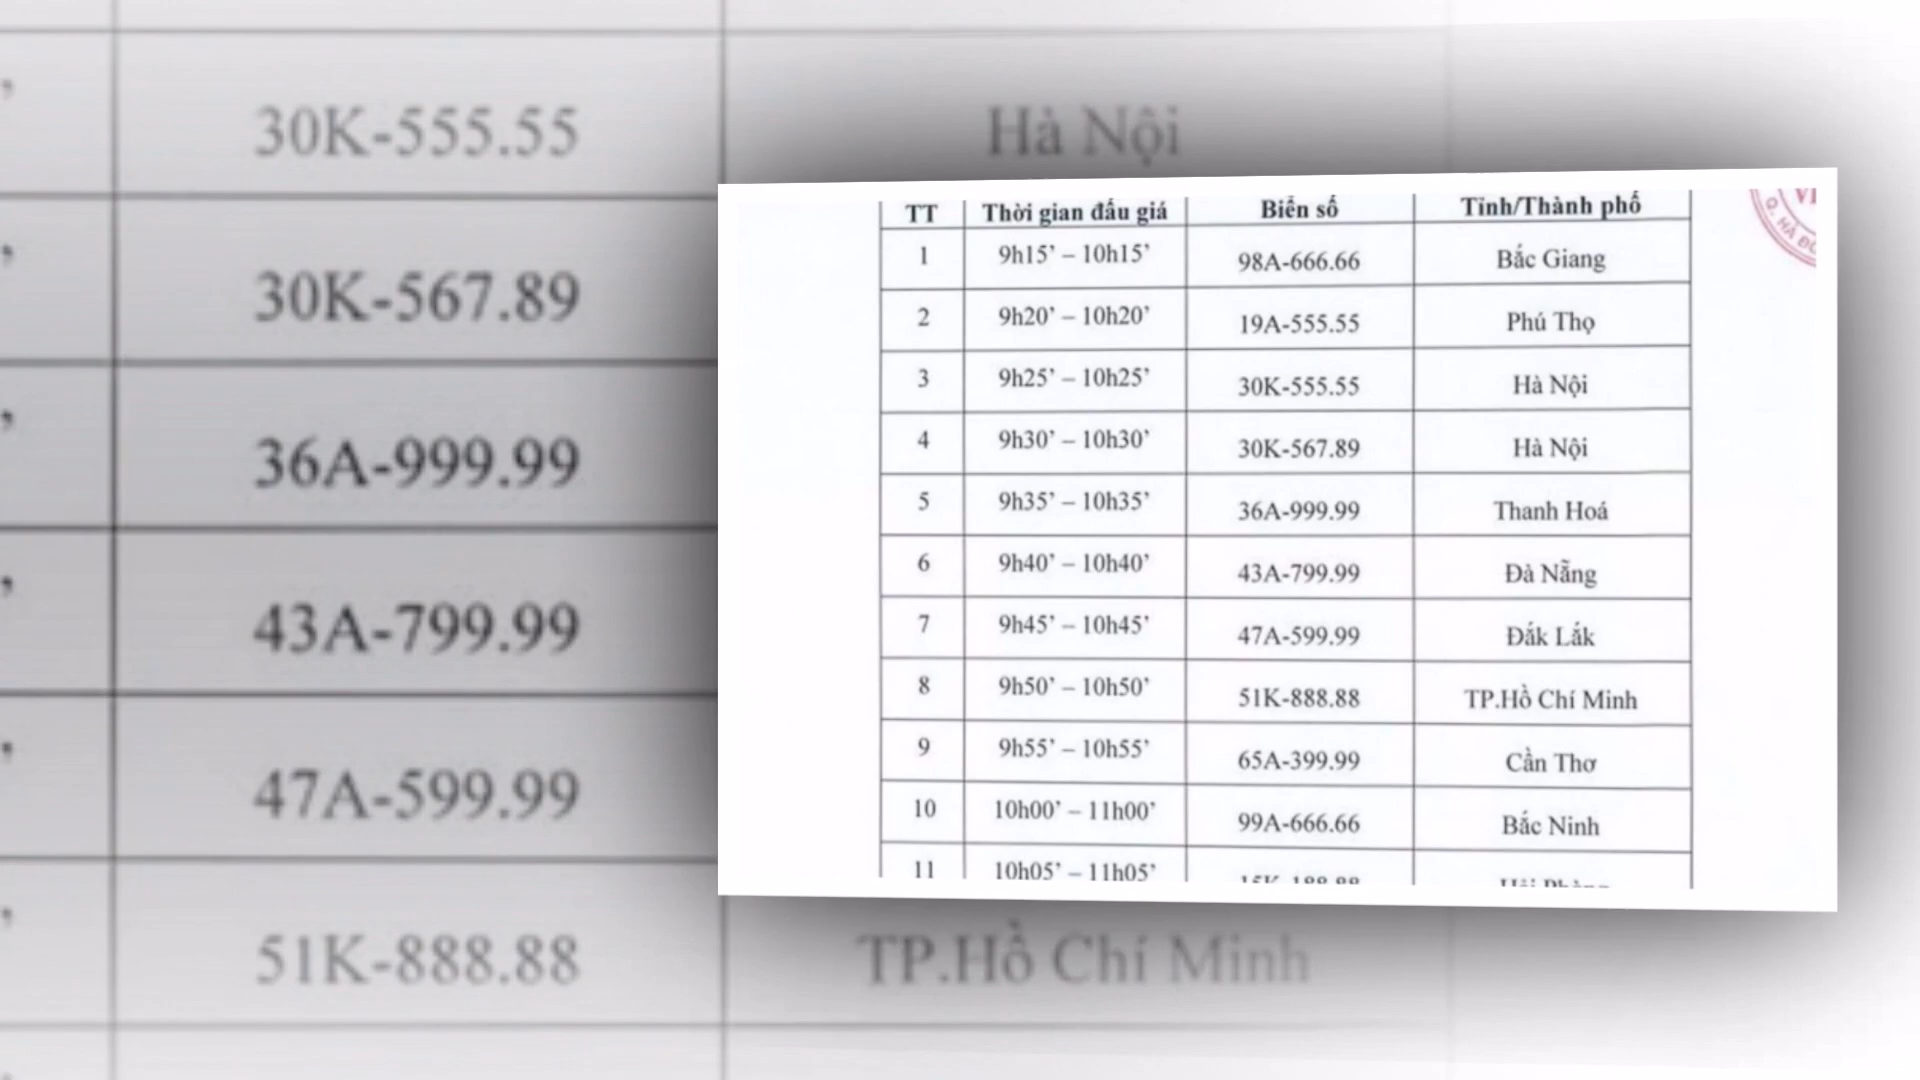 30K-555.55 Hà Nội
30K-567.89
36A-999.99
43A-799.99
47A-599.99
51K-888.88 TP.Hồ Chí Minh
TT Thời gian đấu giá Biển số Tỉnh/Thành phố
1 9h15’ – 10h15’ 98A-666.66 Bắc Giang
2 9h20’ – 10h20’ 19A-555.55 Phú Thọ
3 9h25’ – 10h25’ 30K-555.55 Hà Nội
4 9h30’ – 10h30’ 30K-567.89 Hà Nội
5 9h35’ – 10h35’ 36A-999.99 Thanh Hoá
6 9h40’ – 10h40’ 43A-799.99 Đà Nẵng
7 9h45’ – 10h45’ 47A-599.99 Đắk Lắk
8 9h50’ – 10h50’ 51K-888.88 TP.Hồ Chí Minh
9 9h55’ – 10h55’ 65A-399.99 Cần Thơ
10 10h00’ – 11h00’ 99A-666.66 Bắc Ninh
11 10h05’ – 11h05’
Q. HÀ